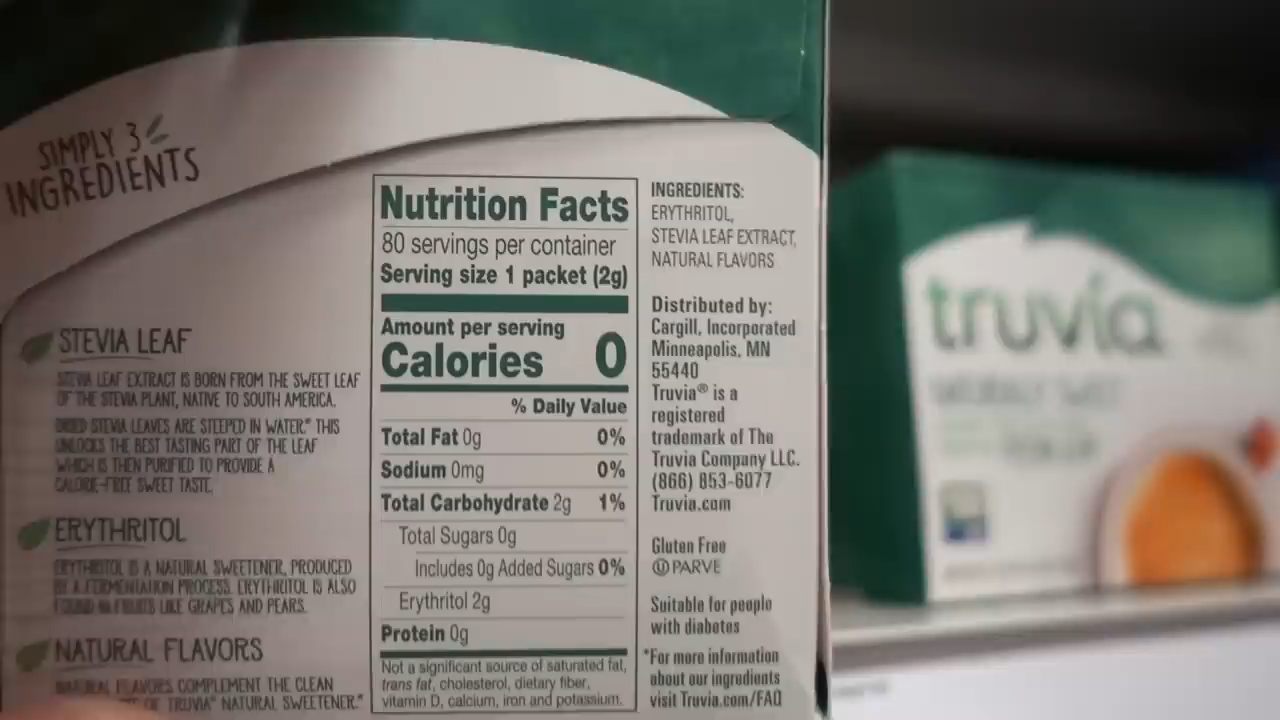 SIMPLY 3
INGREDIENTS
STEVIA LEAF
STEVIA LEAF EXTRACT IS BORN FROM THE SWEET LEAF
OF THE STEVIA PLANT, NATIVE TO SOUTH AMERICA.
DRIED STEVIA LEAVES ARE STEEPED IN WATER.* THIS
UNLOCKS THE BEST TASTING PART OF THE LEAF
WHICH IS THEN PURIFIED TO PROVIDE A
CALORIE-FREE SWEET TASTE.
ERYTHRITOL
ERYTHRITOL IS A NATURAL SWEETENER, PRODUCED
BY A FERMENTATION PROCESS. ERYTHRITOL IS ALSO
FOUND IN FRUITS LIKE GRAPES AND PEARS.
NATURAL FLAVORS
NATURAL FLAVORS COMPLEMENT THE CLEAN
OF TRUVIA® NATURAL SWEETENER.*
Nutrition Facts
80 servings per container
Serving size 1 packet (2g)
Amount per serving
Calories 0
% Daily Value
Total Fat 0g 0%
Sodium 0mg 0%
Total Carbohydrate 2g 1%
Total Sugars 0g
Includes 0g Added Sugars 0%
Erythritol 2g
Protein 0g
Not a significant source of saturated fat,
trans fat, cholesterol, dietary fiber,
vitamin D, calcium, iron and potassium.
INGREDIENTS:
ERYTHRITOL,
STEVIA LEAF EXTRACT,
NATURAL FLAVORS
Distributed by:
Cargill, Incorporated
Minneapolis, MN
55440
Truvia® is a
registered
trademark of The
Truvia Company LLC.
(866) 853-6077
Truvia.com
Gluten Free
Ⓤ PARVE
Suitable for people
with diabetes
*For more information
about our ingredients
visit Truvia.com/FAQ
truvía